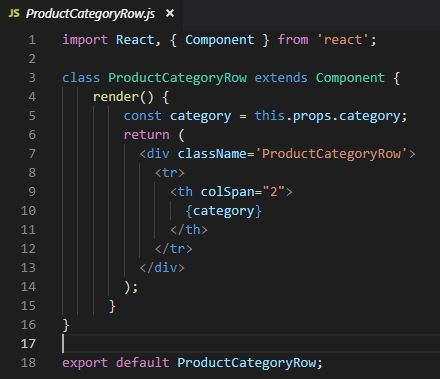 JS ProductCategoryRow.js ×
1 import React, { Component } from 'react';
2
3 class ProductCategoryRow extends Component {
4     render() {
5         const category = this.props.category;
6         return (
7           <div className='ProductCategoryRow'>
8             <tr>
9               <th colSpan="2">
10                 {category}
11               </th>
12             </tr>
13           </div>
14         );
15       }
16 }
17
18 export default ProductCategoryRow;